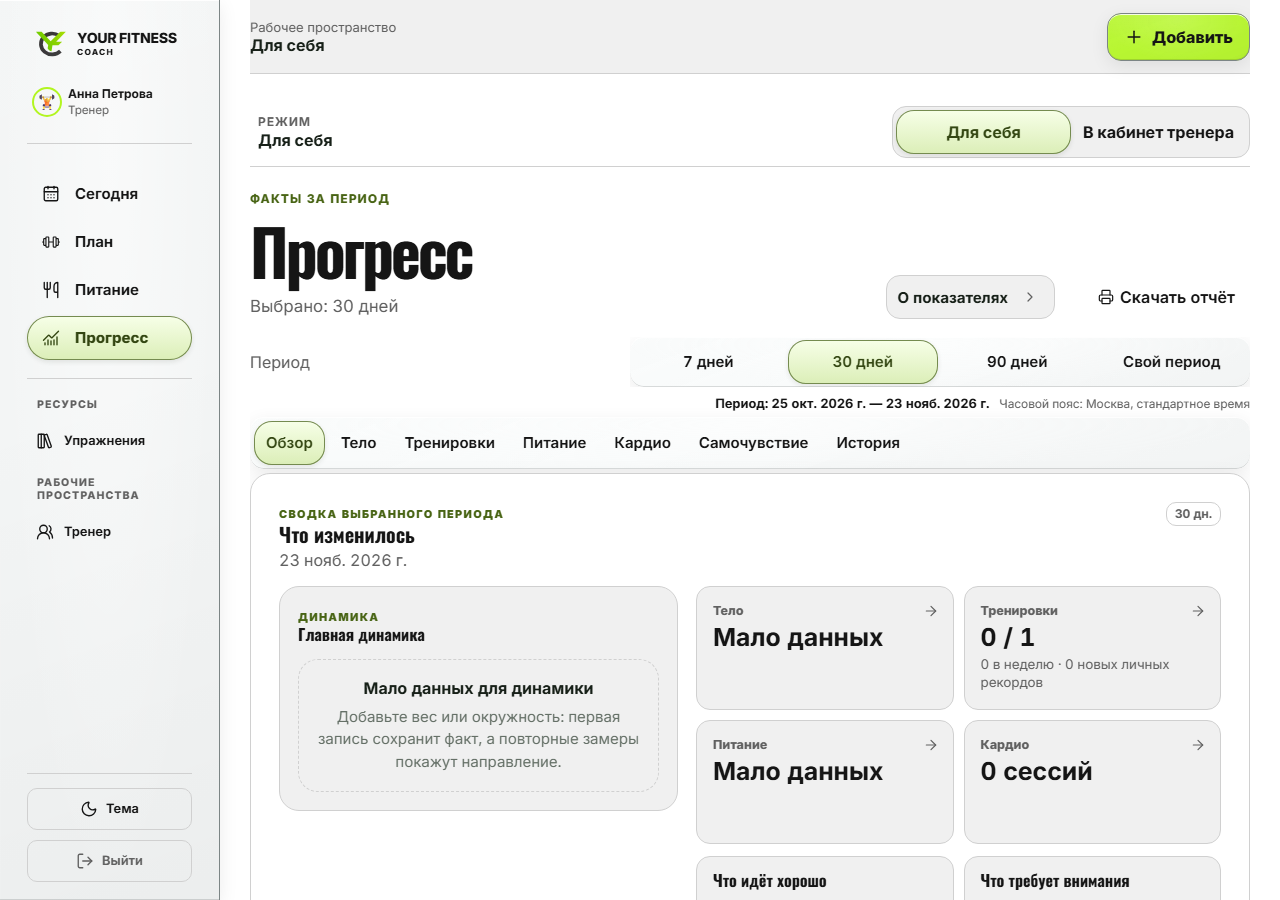 YOUR FITNESS
COACH
Анна Петрова
Тренер
Сегодня
План
Питание
Прогресс
РЕСУРСЫ
Упражнения
РАБОЧИЕ
ПРОСТРАНСТВА
Тренер
Тема
Выйти
Рабочее пространство
Для себя
Добавить
РЕЖИМ
Для себя
Для себя
В кабинет тренера
ФАКТЫ ЗА ПЕРИОД
Прогресс
Выбрано: 30 дней
О показателях
Скачать отчёт
Период
7 дней
30 дней
90 дней
Свой период
Период: 25 окт. 2026 г. — 23 нояб. 2026 г. Часовой пояс: Москва, стандартное время
Обзор
Тело
Тренировки
Питание
Кардио
Самочувствие
История
СВОДКА ВЫБРАННОГО ПЕРИОДА
Что изменилось
23 нояб. 2026 г.
30 дн.
ДИНАМИКА
Главная динамика
Мало данных для динамики
Добавьте вес или окружность: первая
запись сохранит факт, а повторные замеры
покажут направление.
Тело
Мало данных
Тренировки
0 / 1
0 в неделю · 0 новых личных
рекордов
Питание
Мало данных
Кардио
0 сессий
Что идёт хорошо
Что требует внимания